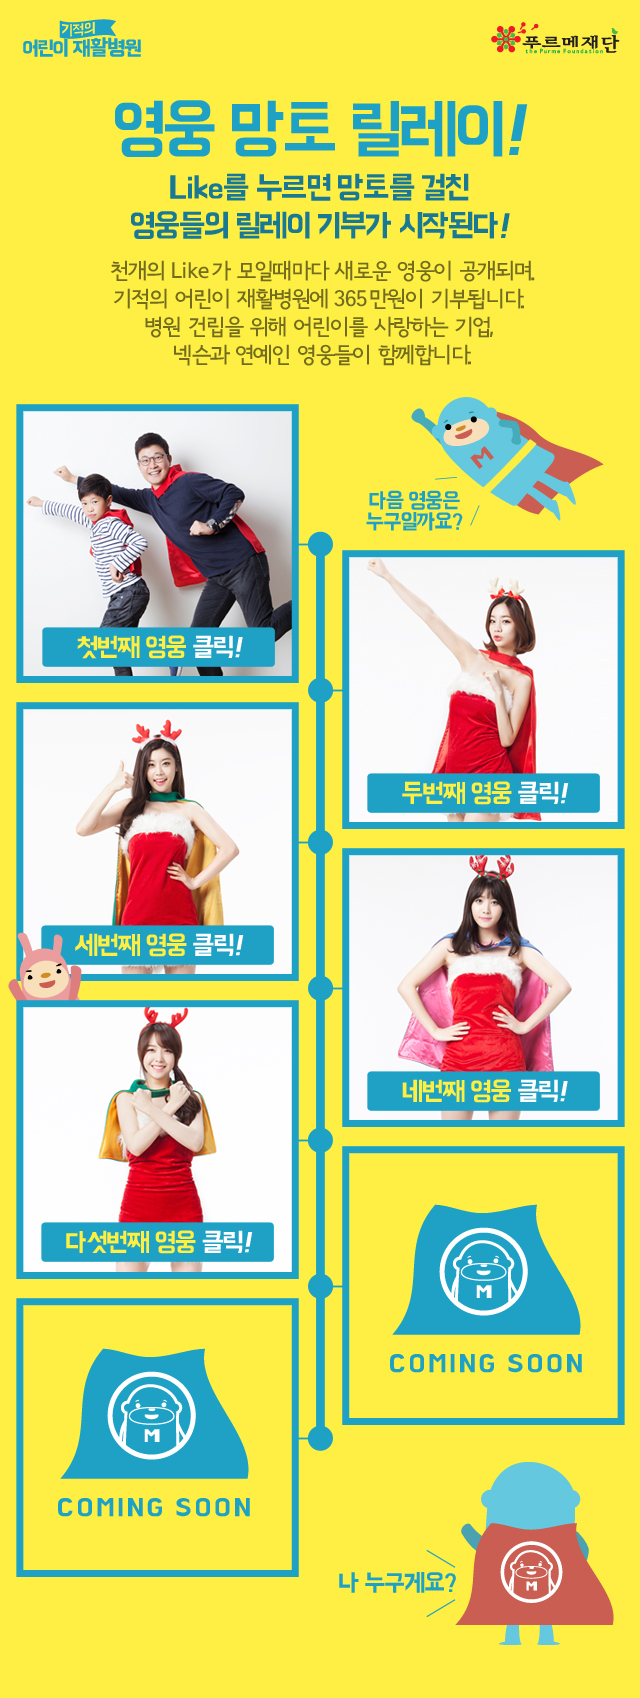 기적의
어린이 재활병원
푸르메재단
the Purme Foundation
영웅 망토 릴레이!
Like를 누르면 망토를 걸친
영웅들의 릴레이 기부가 시작된다!
천개의 Like가 모일때마다 새로운 영웅이 공개되며,
기적의 어린이 재활병원에 365만원이 기부됩니다.
병원 건립을 위해 어린이를 사랑하는 기업,
넥슨과 연예인 영웅들이 함께합니다.
M
다음 영웅은
누구일까요?
첫번째 영웅 클릭!
두번째 영웅 클릭!
세번째 영웅 클릭!
네번째 영웅 클릭!
다섯번째 영웅 클릭!
M
COMING SOON
M
COMING SOON
나 누구게요?
M